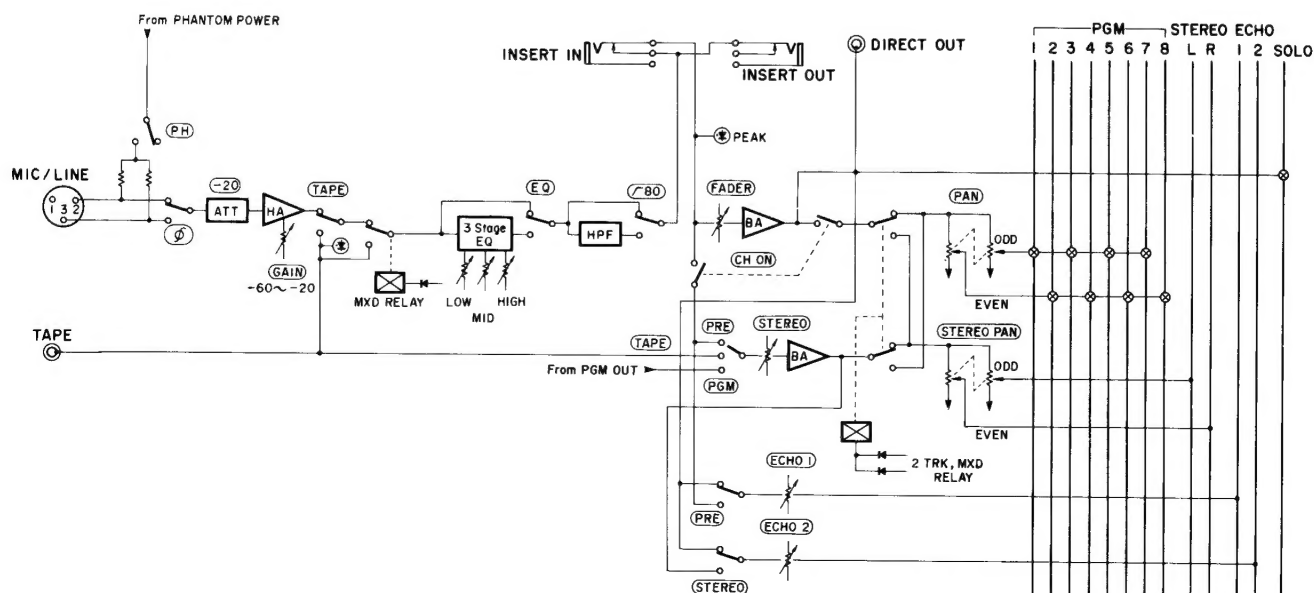 From PHANTOM POWER
PH
MIC/LINE
1 3 2
Ø
-20
ATT
HA
GAIN
-60~-20
TAPE
MXD RELAY
3 Stage
EQ
LOW
MID
HIGH
EQ
HPF
80
INSERT IN
INSERT OUT
DIRECT OUT
PEAK
FADER
BA
CH ON
PAN
ODD
EVEN
TAPE
TAPE
PRE
From PGM OUT
PGM
STEREO
BA
STEREO PAN
ODD
EVEN
2 TRK, MXD
RELAY
ECHO 1
PRE
ECHO 2
STEREO
PGM STEREO ECHO
1 2 3 4 5 6 7 8 L R 1 2 SOLO